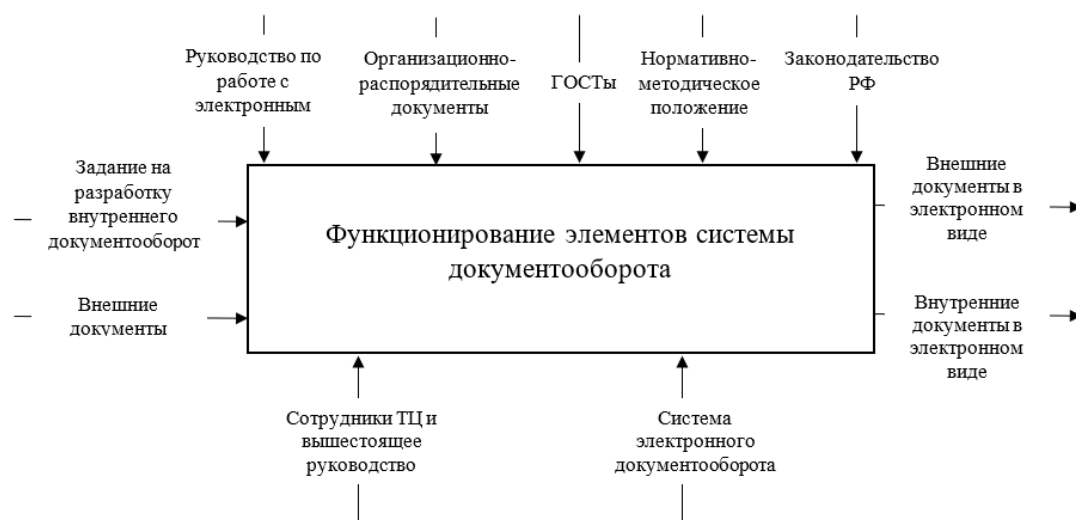 Руководство по
работе с
электронным
Организационно-
распорядительные
документы
ГОСТы
Нормативно-
методическое
положение
Законодательство
РФ
Задание на
разработку
внутреннего
документооборот
Внешние
документы
Функционирование элементов системы
документооборота
Внешние
документы в
электронном
виде
Внутренние
документы в
электронном
виде
Сотрудники ТЦ и
вышестоящее
руководство
Система
электронного
документооборота